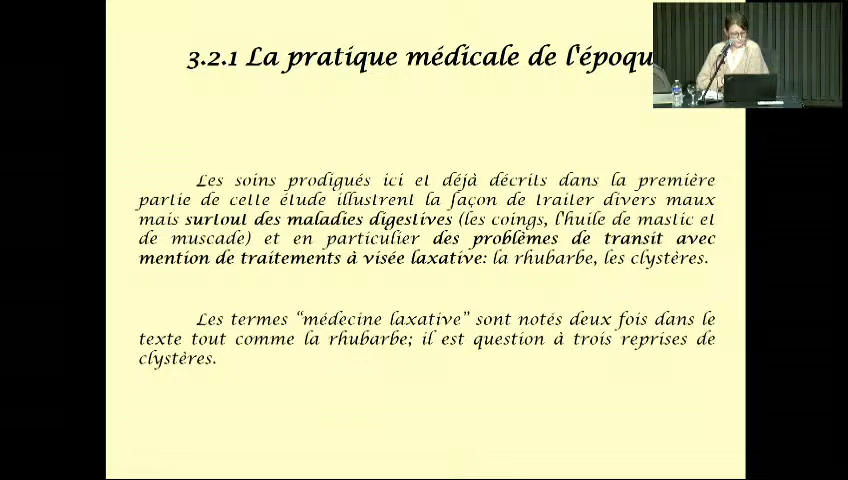 3.2.1 La pratique médicale de l'époqu
Les soins prodigués ici et déjà décrits dans la première
partie de cette étude illustrent la façon de traiter divers maux
mais surtout des maladies digestives (les coings, l'huile de mastic et
de muscade) et en particulier des problèmes de transit avec
mention de traitements à visée laxative: la rhubarbe, les clystères.
Les termes “médecine laxative” sont notés deux fois dans le
texte tout comme la rhubarbe; il est question à trois reprises de
clystères.